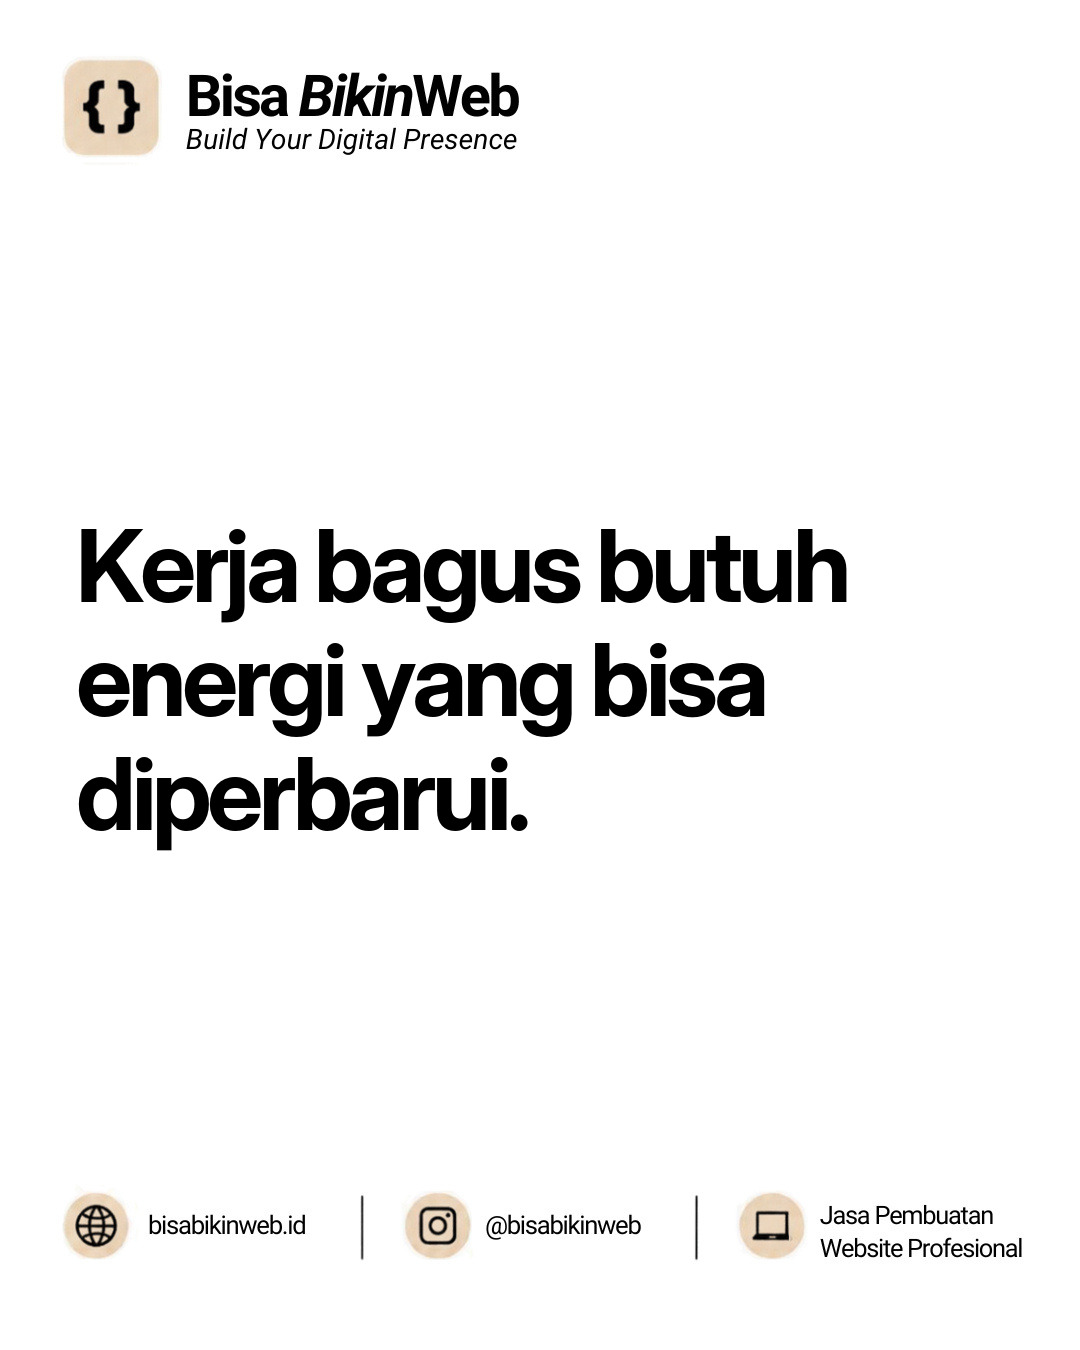 { }
Bisa BikinWeb
Build Your Digital Presence
Kerja bagus butuh
energi yang bisa
diperbarui.
bisabikinweb.id
@bisabikinweb
Jasa Pembuatan
Website Profesional